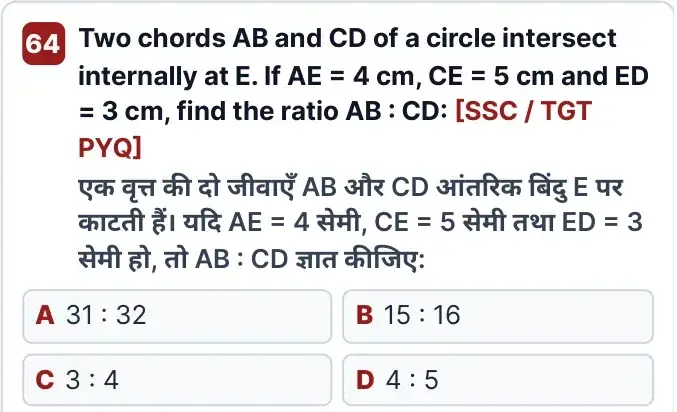 64 Two chords AB and CD of a circle intersect
internally at E. If AE = 4 cm, CE = 5 cm and ED
= 3 cm, find the ratio AB : CD: [SSC / TGT
PYQ]
एक वृत्त की दो जीवाएँ AB और CD आंतरिक बिंदु E पर
काटती हैं। यदि AE = 4 सेमी, CE = 5 सेमी तथा ED = 3
सेमी हो, तो AB : CD ज्ञात कीजिए:
A 31 : 32
B 15 : 16
C 3 : 4
D 4 : 5